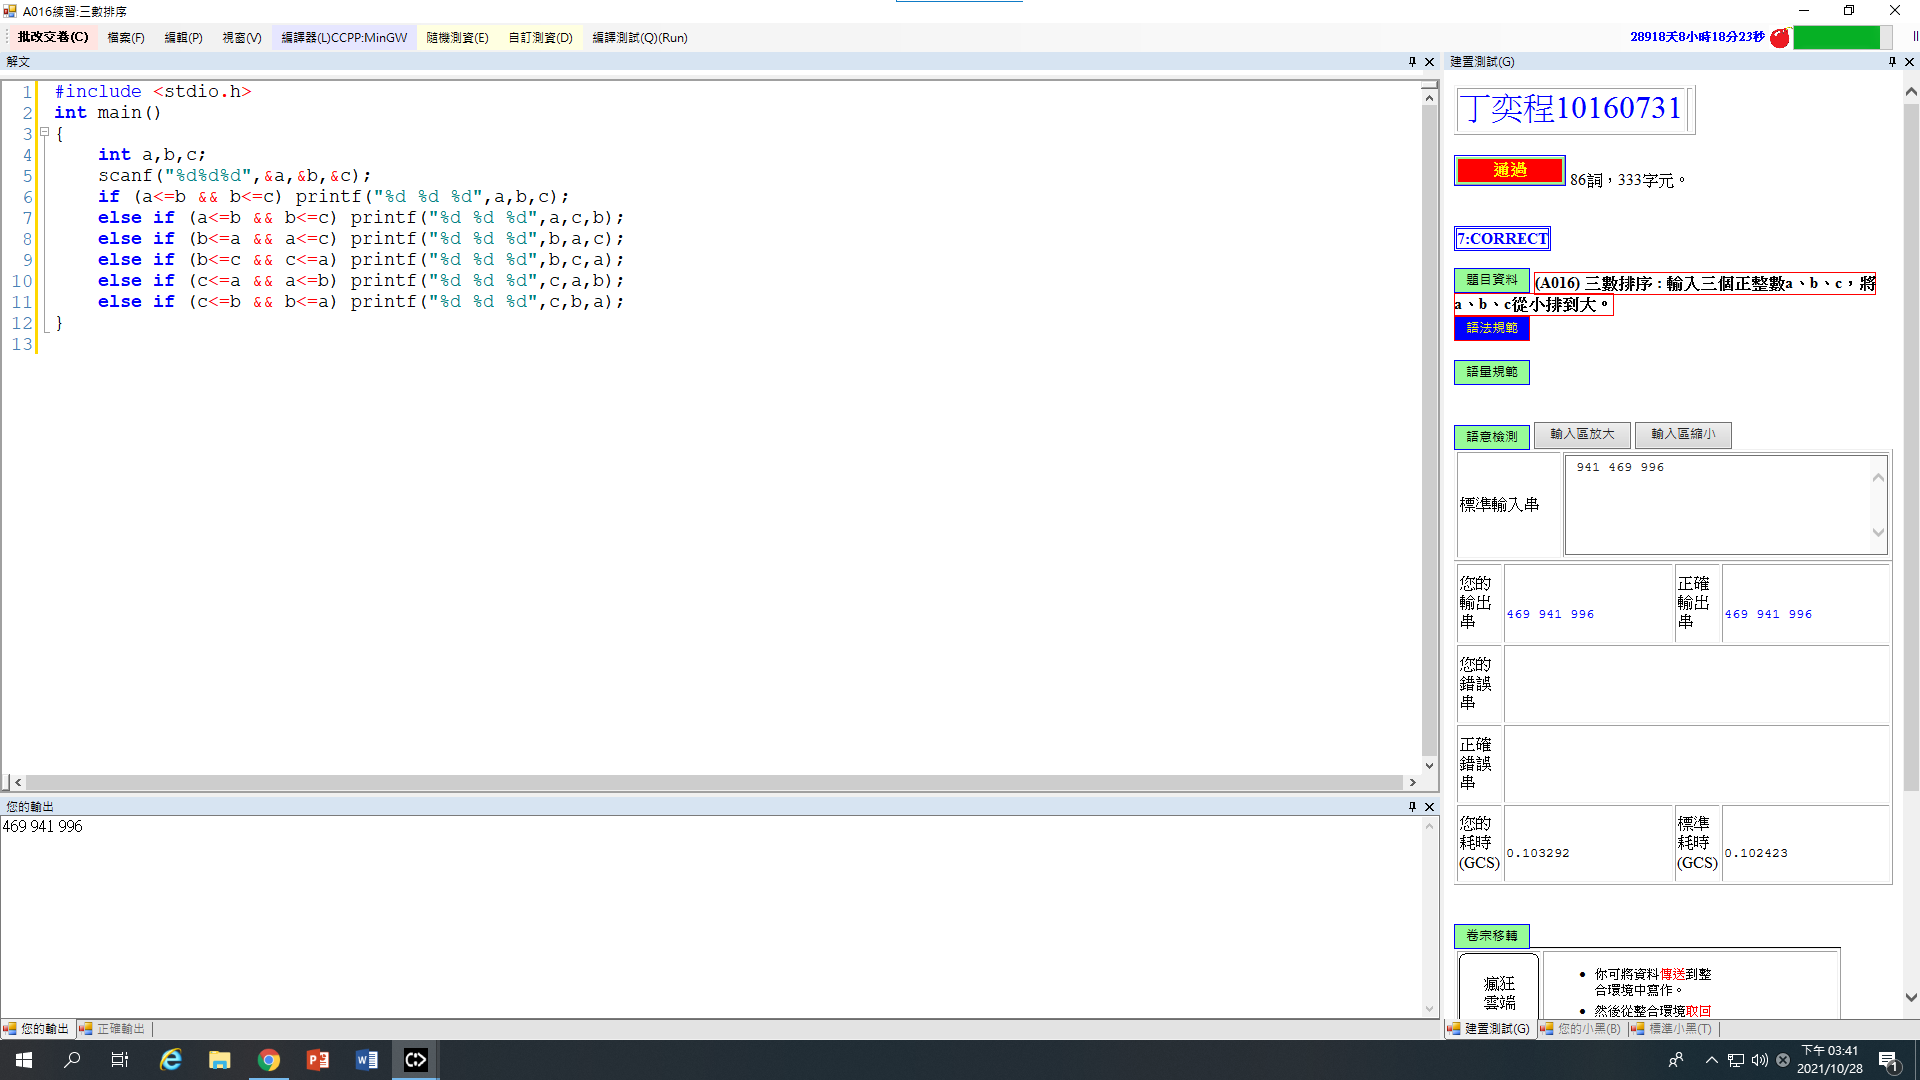 A016練習:三數排序
批改交卷(C) 檔案(F) 編輯(P) 視窗(V) 編譯器(L)CCPP:MinGW 隨機測資(E) 自訂測資(D) 編譯測試(Q)(Run) 28918天8小時18分23秒
解文
1 #include <stdio.h>
2 int main()
3 {
4 int a,b,c;
5 scanf("%d%d%d",&a,&b,&c);
6 if (a<=b && b<=c) printf("%d %d %d",a,b,c);
7 else if (a<=b && b<=c) printf("%d %d %d",a,c,b);
8 else if (b<=a && a<=c) printf("%d %d %d",b,a,c);
9 else if (b<=c && c<=a) printf("%d %d %d",b,c,a);
10 else if (c<=a && a<=b) printf("%d %d %d",c,a,b);
11 else if (c<=b && b<=a) printf("%d %d %d",c,b,a);
12 }
13
您的輸出
469 941 996
您的輸出 正確輸出
建置測試(G)
丁奕程10160731
通過 86詞，333字元。
7:CORRECT
題目資料 (A016) 三數排序：輸入三個正整數a、b、c，將
a、b、c從小排到大。
語法規範
語量規範
語意檢測 輸入區放大 輸入區縮小
標準輸入串 941 469 996
您的
輸出
串
469 941 996
正確
輸出
串
469 941 996
您的
錯誤
串
正確
錯誤
串
您的
耗時
(GCS)
0.103292
標準
耗時
(GCS)
0.102423
卷宗移轉
瘋狂
雲端
• 你可將資料傳送到整
合環境中寫作。
• 然後從整合環境取回
建置測試(G) 您的小黑(B) 標準小黑(T)
下午 03:41
2021/10/28
1